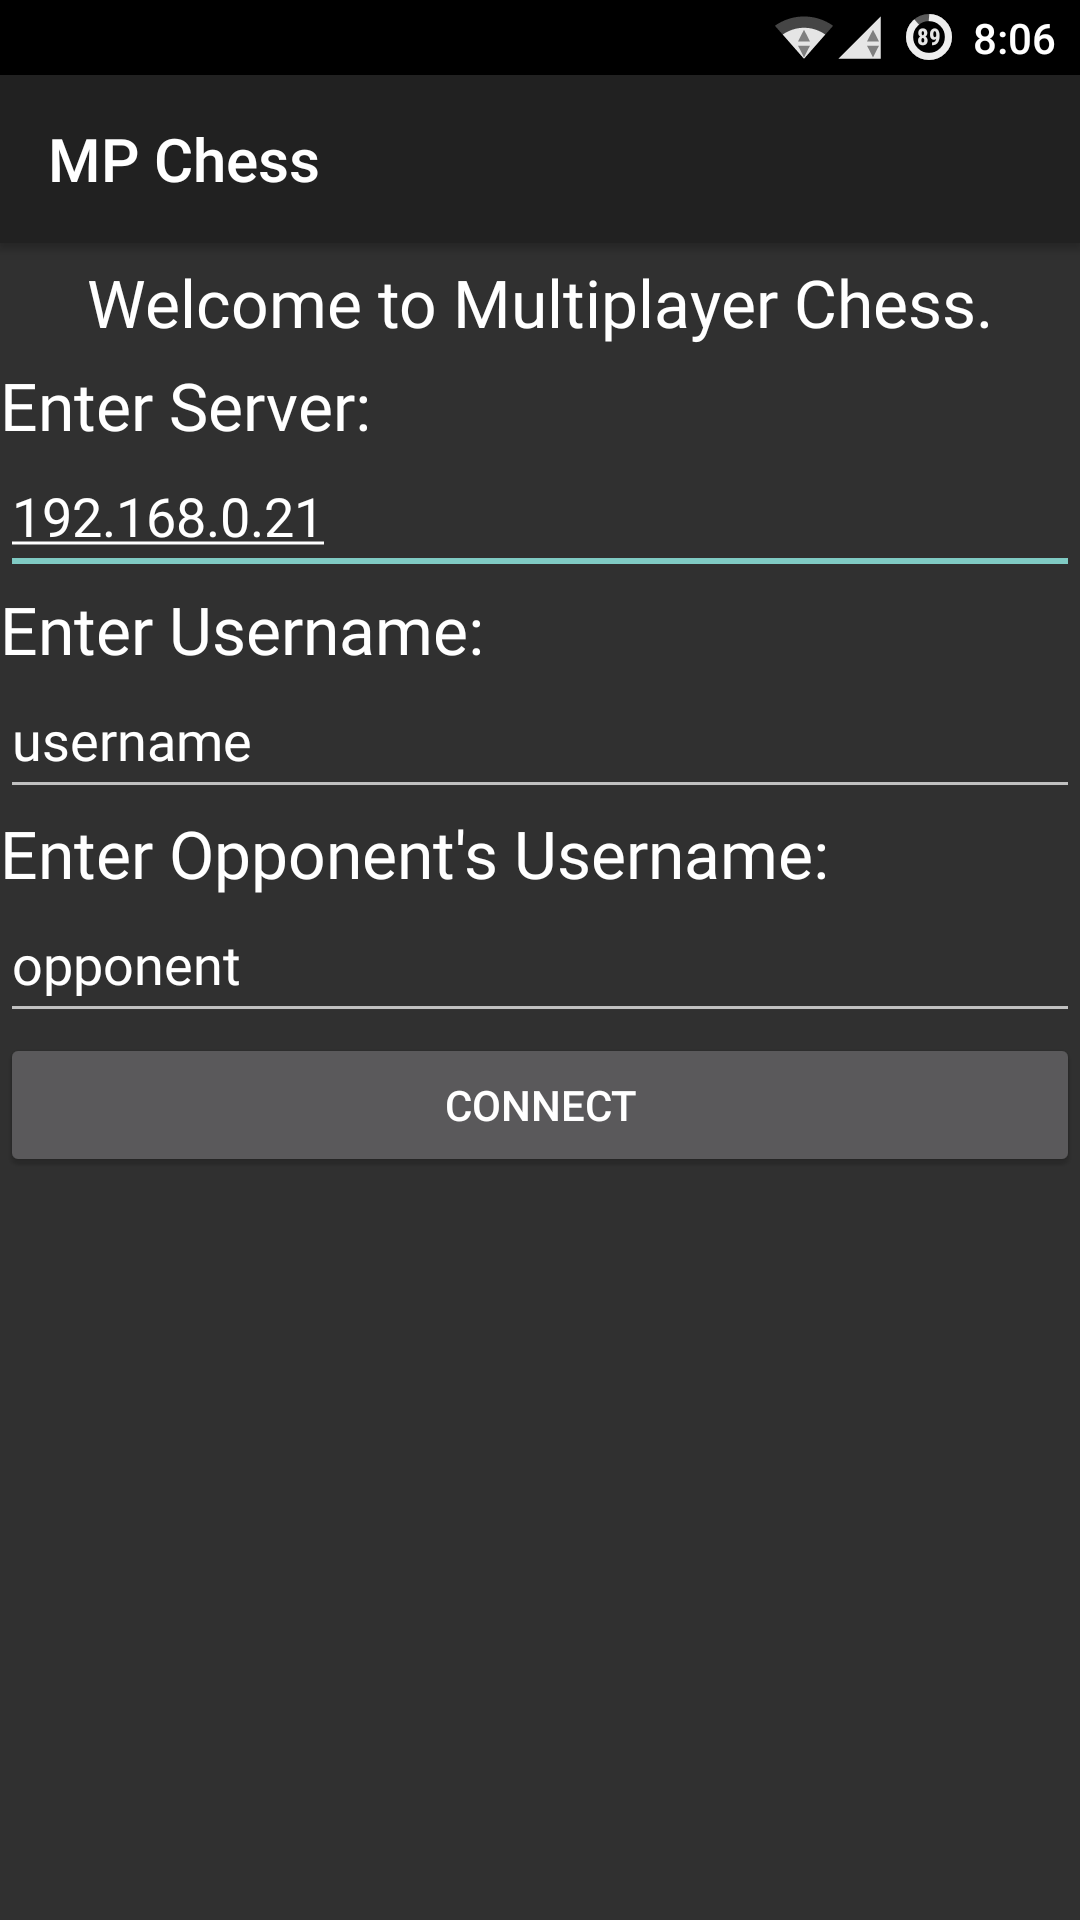 89 8:06
MP Chess
Welcome to Multiplayer Chess.
Enter Server:
192.168.0.21
Enter Username:
username
Enter Opponent's Username:
opponent
CONNECT